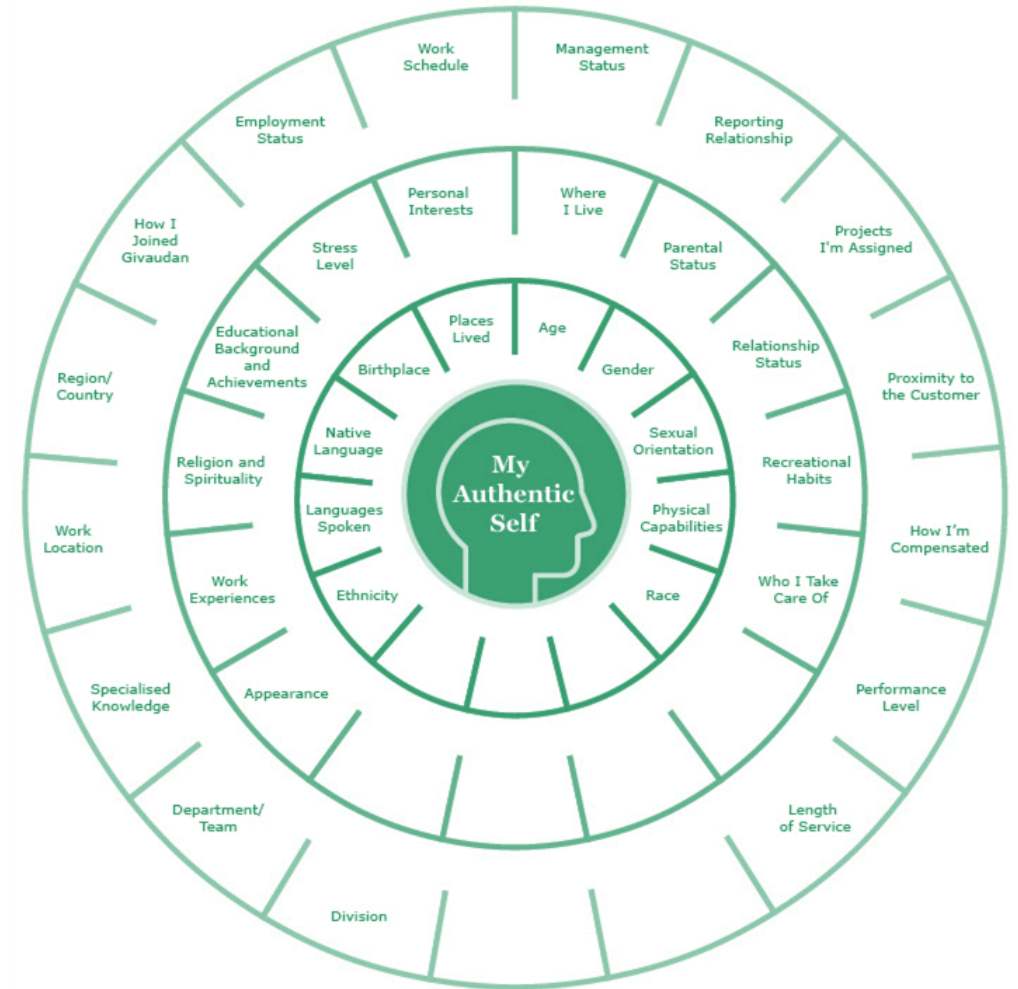 Work
Schedule
Management
Status
Reporting
Relationship
Projects
I'm Assigned
Proximity to
the Customer
How I’m
Compensated
Performance
Level
Length
of Service
Division
Department/
Team
Specialised
Knowledge
Work
Location
Region/
Country
How I
Joined
Givaudan
Employment
Status
Personal
Interests
Where
I Live
Parental
Status
Relationship
Status
Recreational
Habits
Who I Take
Care Of
Appearance
Work
Experiences
Religion and
Spirituality
Educational
Background
and
Achievements
Stress
Level
Places
Lived
Age
Gender
Sexual
Orientation
Physical
Capabilities
Race
Ethnicity
Languages
Spoken
Native
Language
Birthplace
My
Authentic
Self